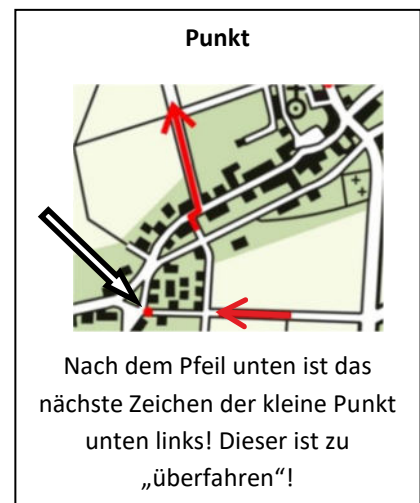 Punkt
Nach dem Pfeil unten ist das
nächste Zeichen der kleine Punkt
unten links! Dieser ist zu
„überfahren“!